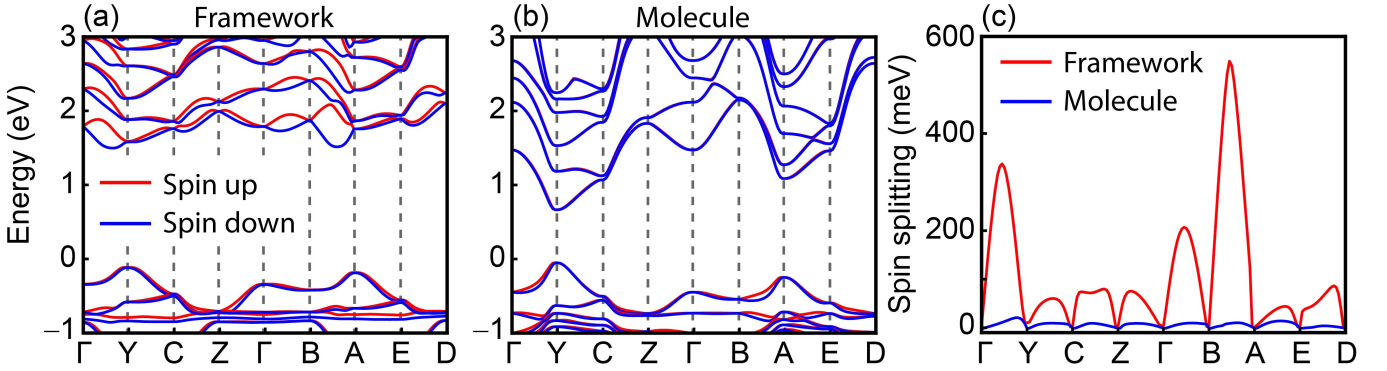 (a) Framework
Energy (eV)
3
2
1
0
−1
Spin up
Spin down
Γ Y C Z Γ B A E D
(b) Molecule
3
2
1
0
−1
Γ Y C Z Γ B A E D
(c)
Spin splitting (meV)
600
400
200
0
Framework
Molecule
Γ Y C Z Γ B A E D